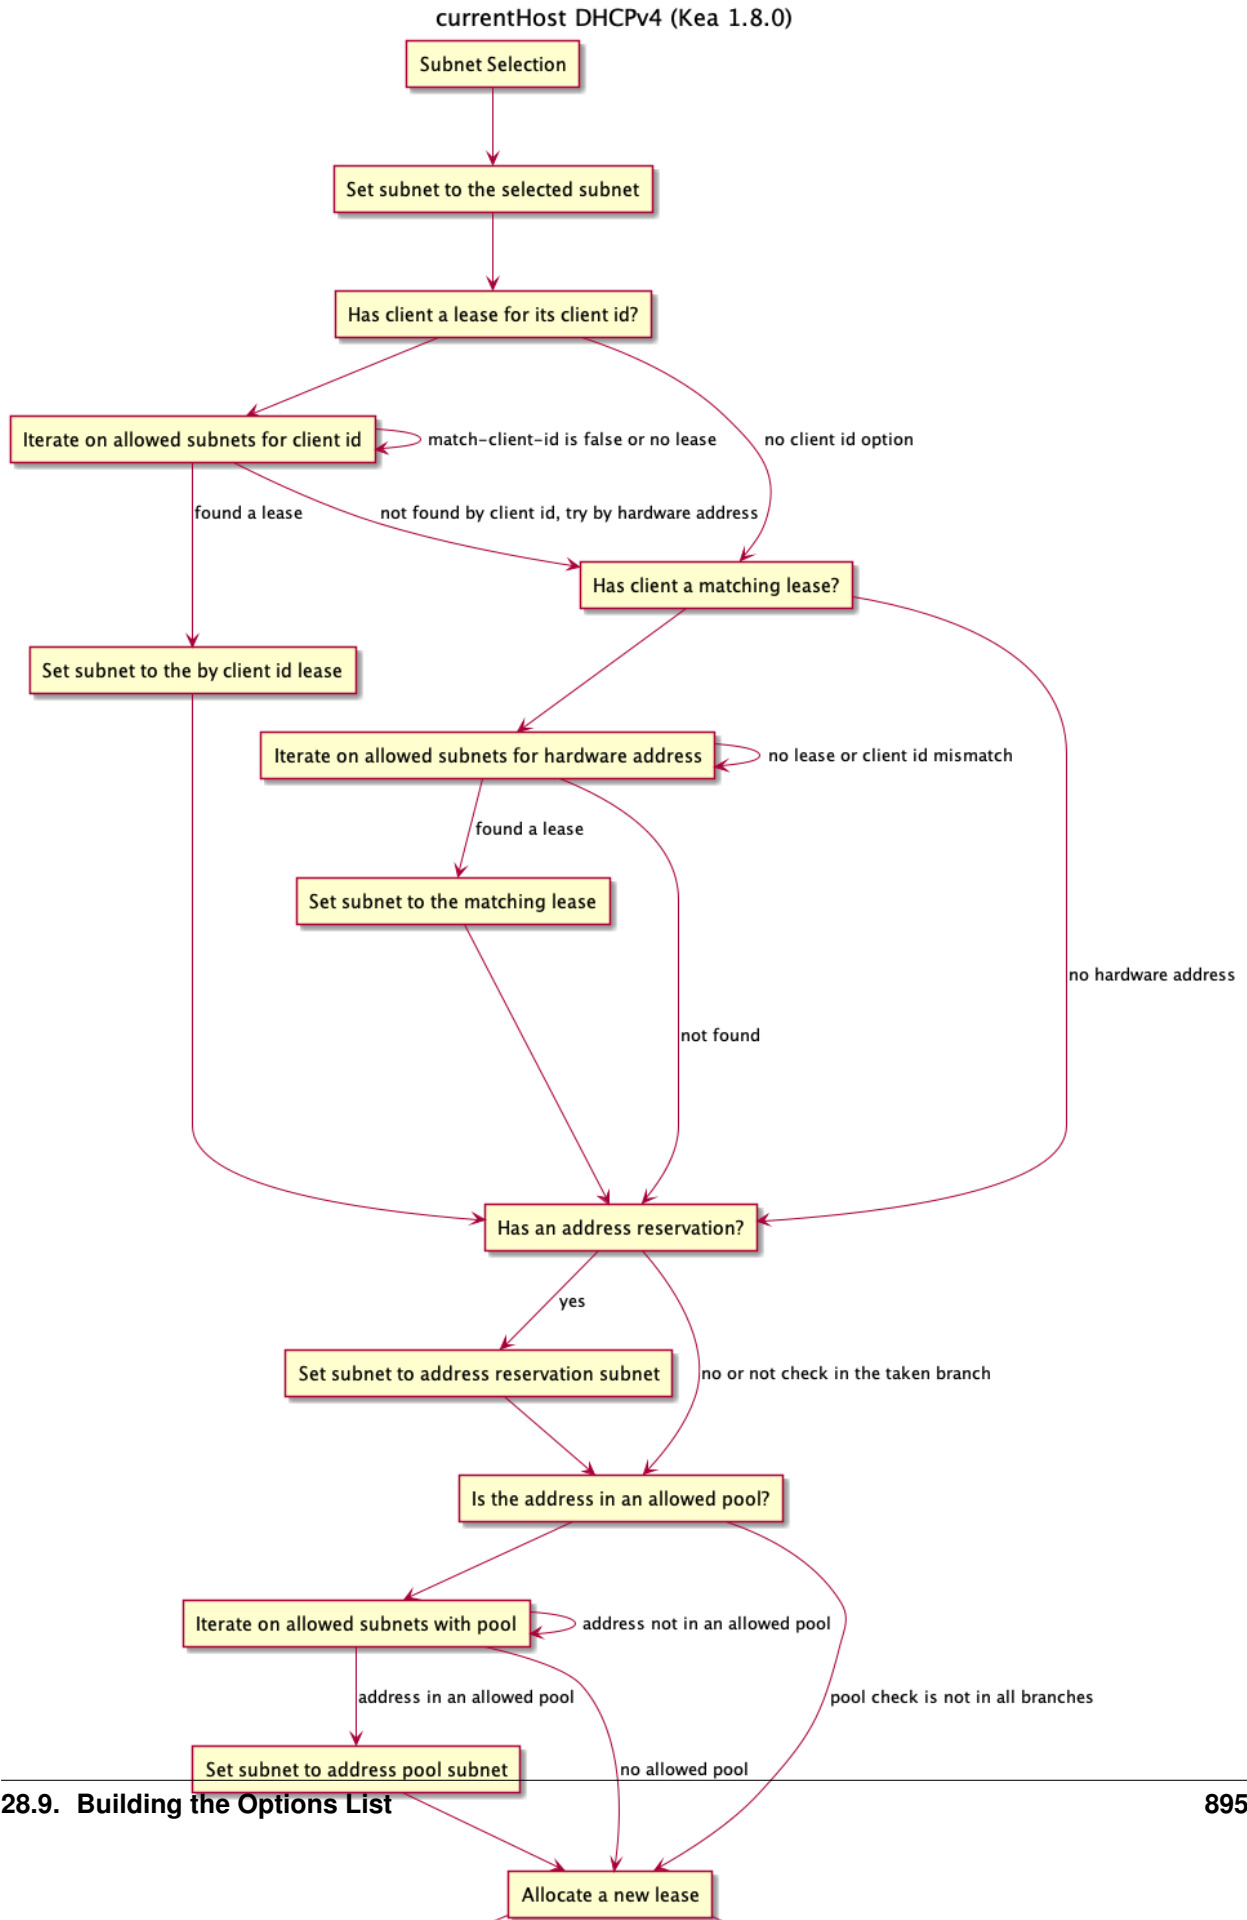 currentHost DHCPv4 (Kea 1.8.0)
Subnet Selection
Set subnet to the selected subnet
Has client a lease for its client id?
Iterate on allowed subnets for client id
match-client-id is false or no lease
no client id option
found a lease
not found by client id, try by hardware address
Has client a matching lease?
Set subnet to the by client id lease
Iterate on allowed subnets for hardware address
no lease or client id mismatch
found a lease
Set subnet to the matching lease
no hardware address
not found
Has an address reservation?
yes
Set subnet to address reservation subnet
no or not check in the taken branch
Is the address in an allowed pool?
Iterate on allowed subnets with pool
address not in an allowed pool
address in an allowed pool
pool check is not in all branches
Set subnet to address pool subnet
no allowed pool
28.9. Building the Options List
895
Allocate a new lease